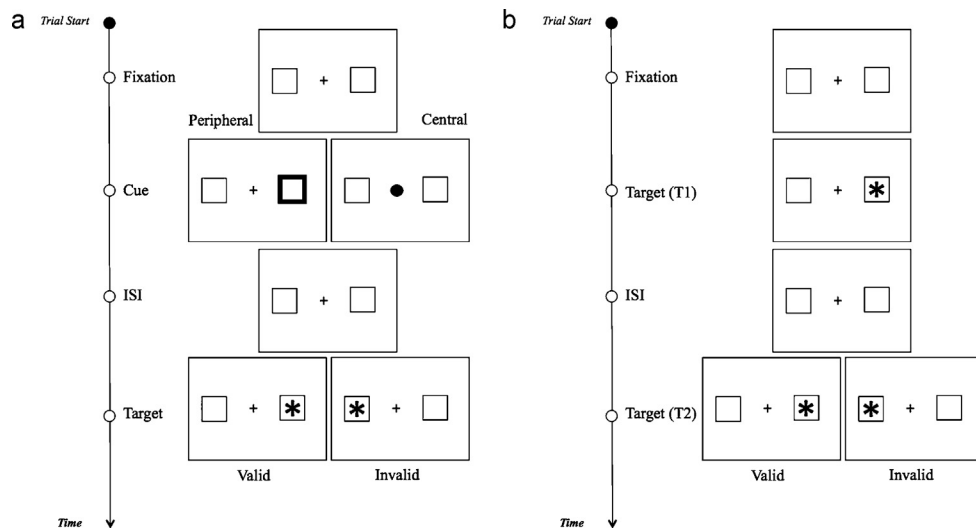 a
Trial Start
Fixation
Peripheral Central
Cue
ISI
Target
Valid Invalid
Time
b
Trial Start
Fixation
Target (T1)
ISI
Target (T2)
Valid Invalid
Time